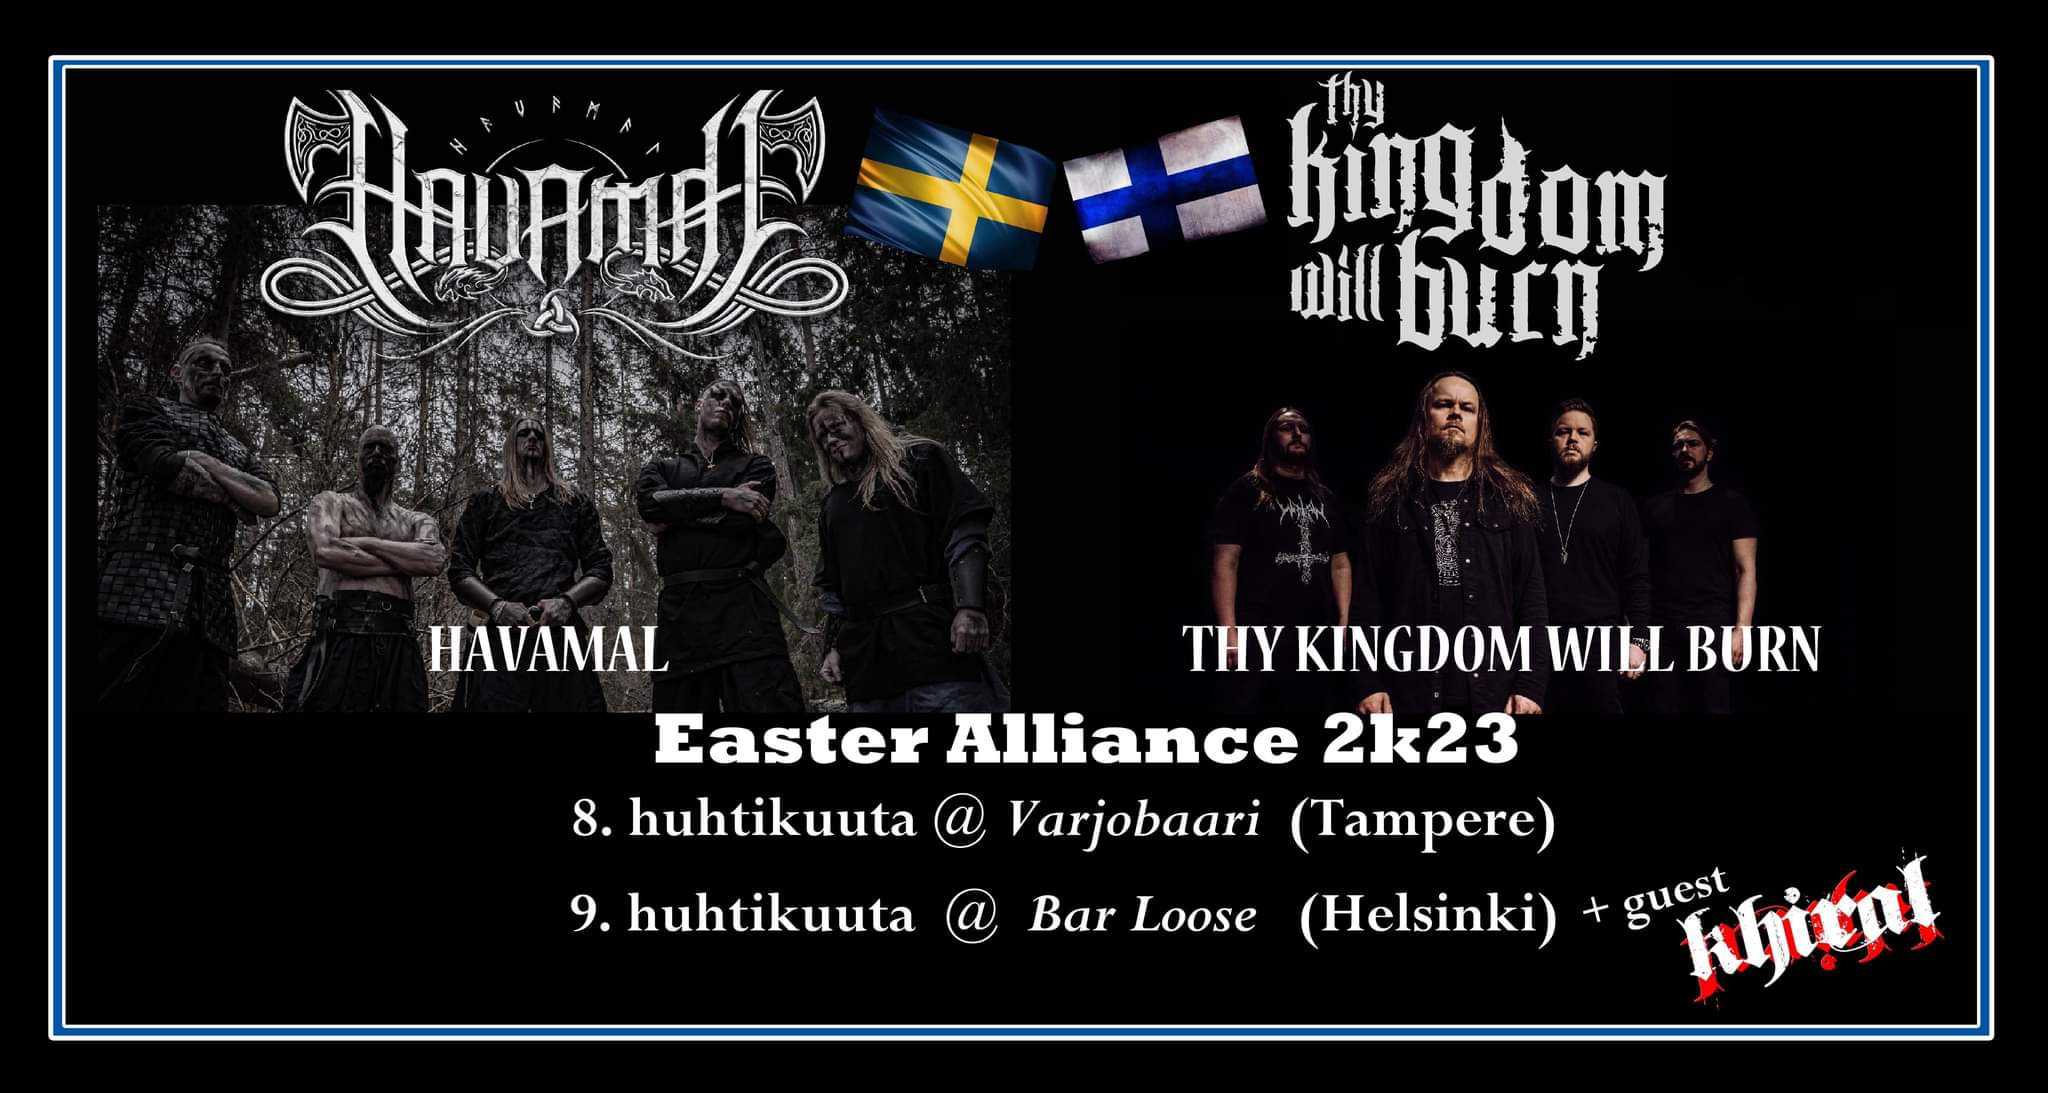 HAVAMAL
thy
kingdom
will burn
HAVAMAL
THY KINGDOM WILL BURN
Easter Alliance 2k23
8. huhtikuuta @ Varjobaari (Tampere)
9. huhtikuuta @ Bar Loose (Helsinki) + guest
khiral